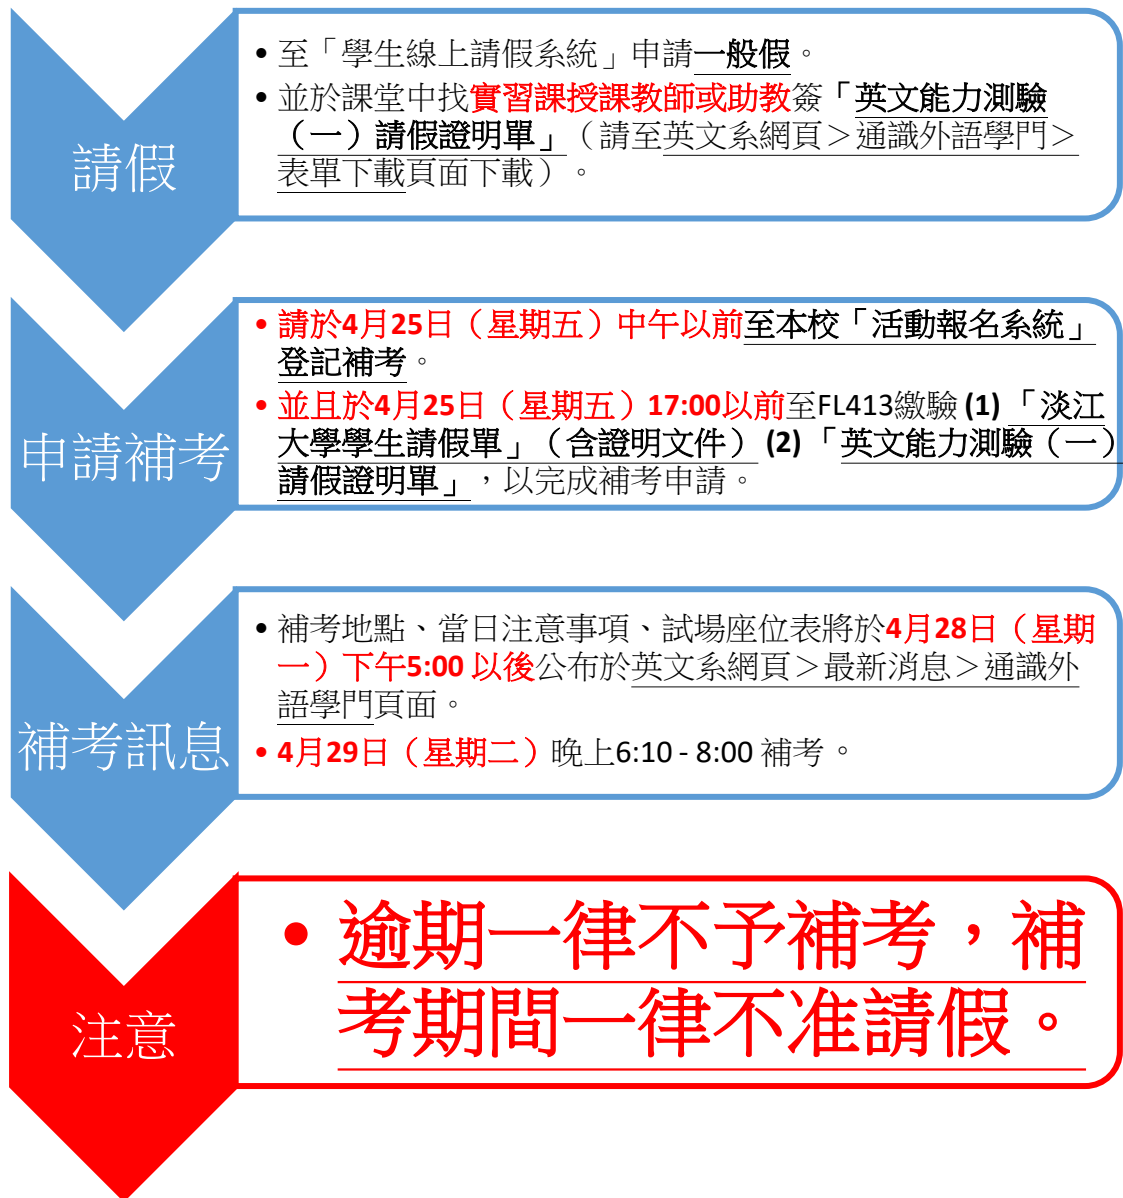 請假
• 至「學生線上請假系統」申請一般假。
• 並於課堂中找實習課授課教師或助教簽「英文能力測驗
（一）請假證明單」（請至英文系網頁＞通識外語學門＞
表單下載頁面下載）。
申請補考
• 請於4月25日（星期五）中午以前至本校「活動報名系統」
登記補考。
• 並且於4月25日（星期五）17:00以前至FL413繳驗 (1) 「淡江
大學學生請假單」（含證明文件） (2) 「英文能力測驗（一）
請假證明單」，以完成補考申請。
補考訊息
• 補考地點、當日注意事項、試場座位表將於4月28日（星期
一）下午5:00 以後公布於英文系網頁＞最新消息＞通識外
語學門頁面。
• 4月29日（星期二）晚上6:10 - 8:00 補考。
注意
• 逾期一律不予補考，補
考期間一律不准請假。